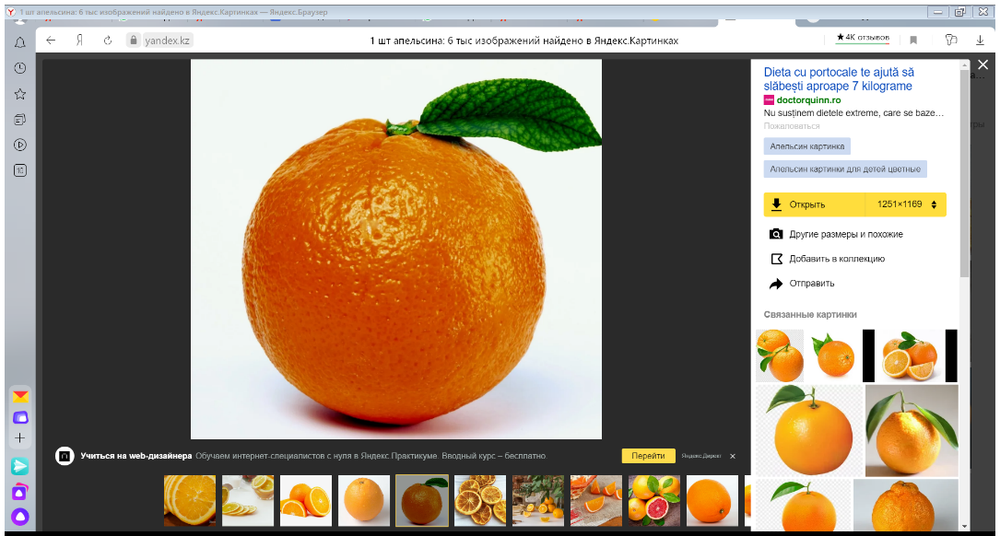 1 шт апельсина: 6 тыс изображений найдено в Яндекс.Картинках — Яндекс.Браузер
yandex.kz
1 шт апельсина: 6 тыс изображений найдено в Яндекс.Картинках
★ 4K отзывов
Dieta cu portocale te ajută să
slăbești aproape 7 kilograme
doctorquinn.ro
Nu susținem dietele extreme, care se baze…
Пожаловаться
Апельсин картинка
Апельсин картинки для детей цветные
Открыть
1251×1169
Другие размеры и похожие
Добавить в коллекцию
Отправить
Связанные картинки
10
Учиться на web-дизайнера Обучаем интернет-специалистов с нуля в Яндекс Практикуме. Вводный курс – бесплатно.
Перейти
Яндекс.Директ